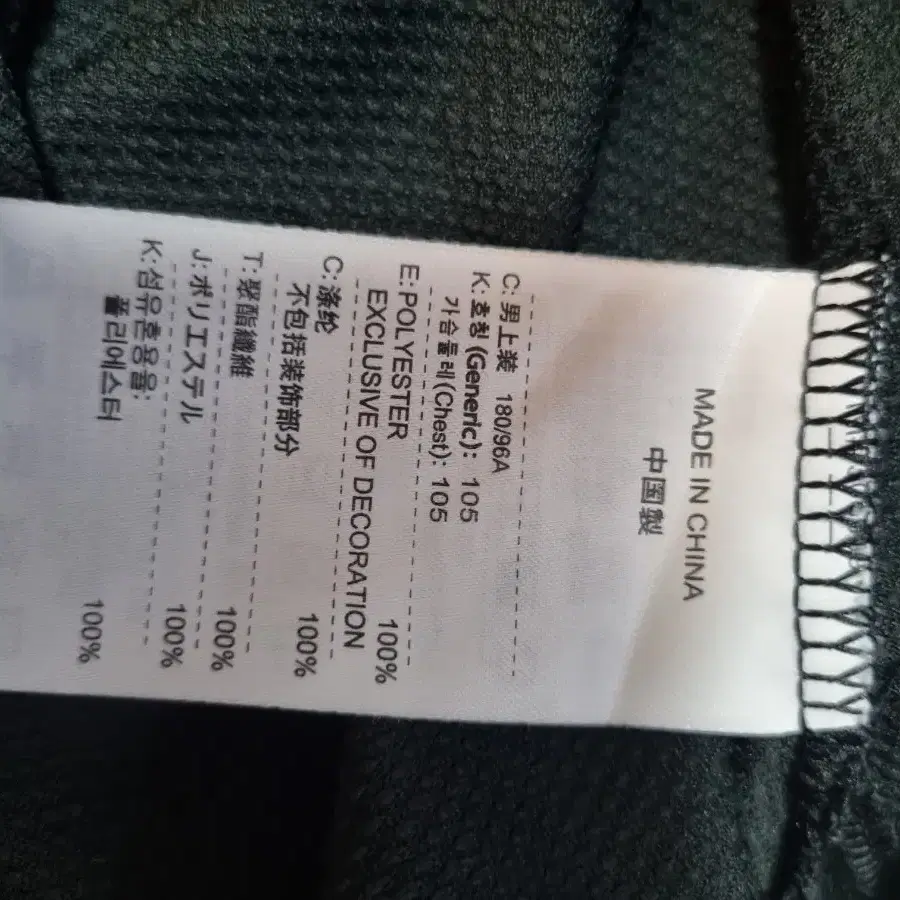 MADE IN CHINA
中国製
C: 男上装 180/96A
K: 호칭 (Generic): 105
가슴둘레(Chest): 105
E: POLYESTER 100%
EXCLUSIVE OF DECORATION
C: 涤纶 100%
不包括装饰部分
T: 聚酯纖維 100%
J: ポリエステル 100%
K: 섬유혼용율:
폴리에스터 100%